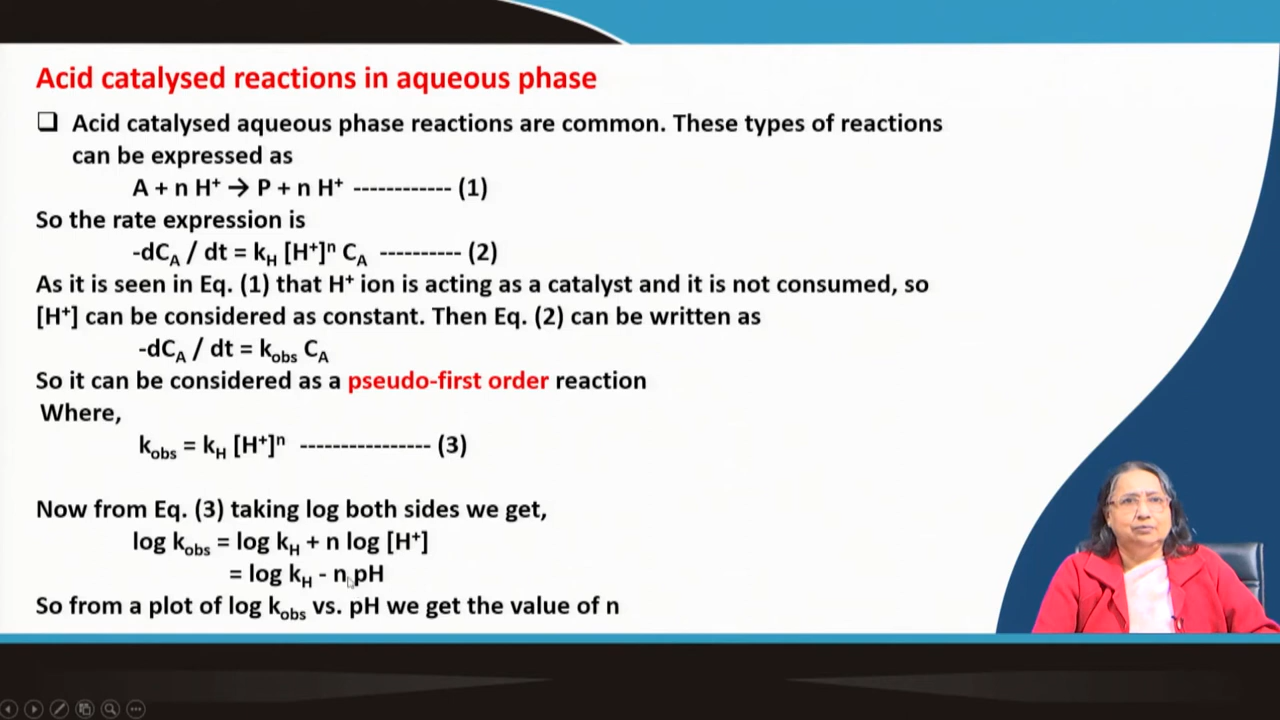 Acid catalysed reactions in aqueous phase
❑ Acid catalysed aqueous phase reactions are common. These types of reactions
can be expressed as
A + n H⁺ → P + n H⁺ ------------ (1)
So the rate expression is
-dC_A / dt = k_H [H⁺]ⁿ C_A ---------- (2)
As it is seen in Eq. (1) that H⁺ ion is acting as a catalyst and it is not consumed, so
[H⁺] can be considered as constant. Then Eq. (2) can be written as
-dC_A / dt = k_obs C_A
So it can be considered as a pseudo-first order reaction
Where,
k_obs = k_H [H⁺]ⁿ ---------------- (3)
Now from Eq. (3) taking log both sides we get,
log k_obs = log k_H + n log [H⁺]
= log k_H - n pH
So from a plot of log k_obs vs. pH we get the value of n